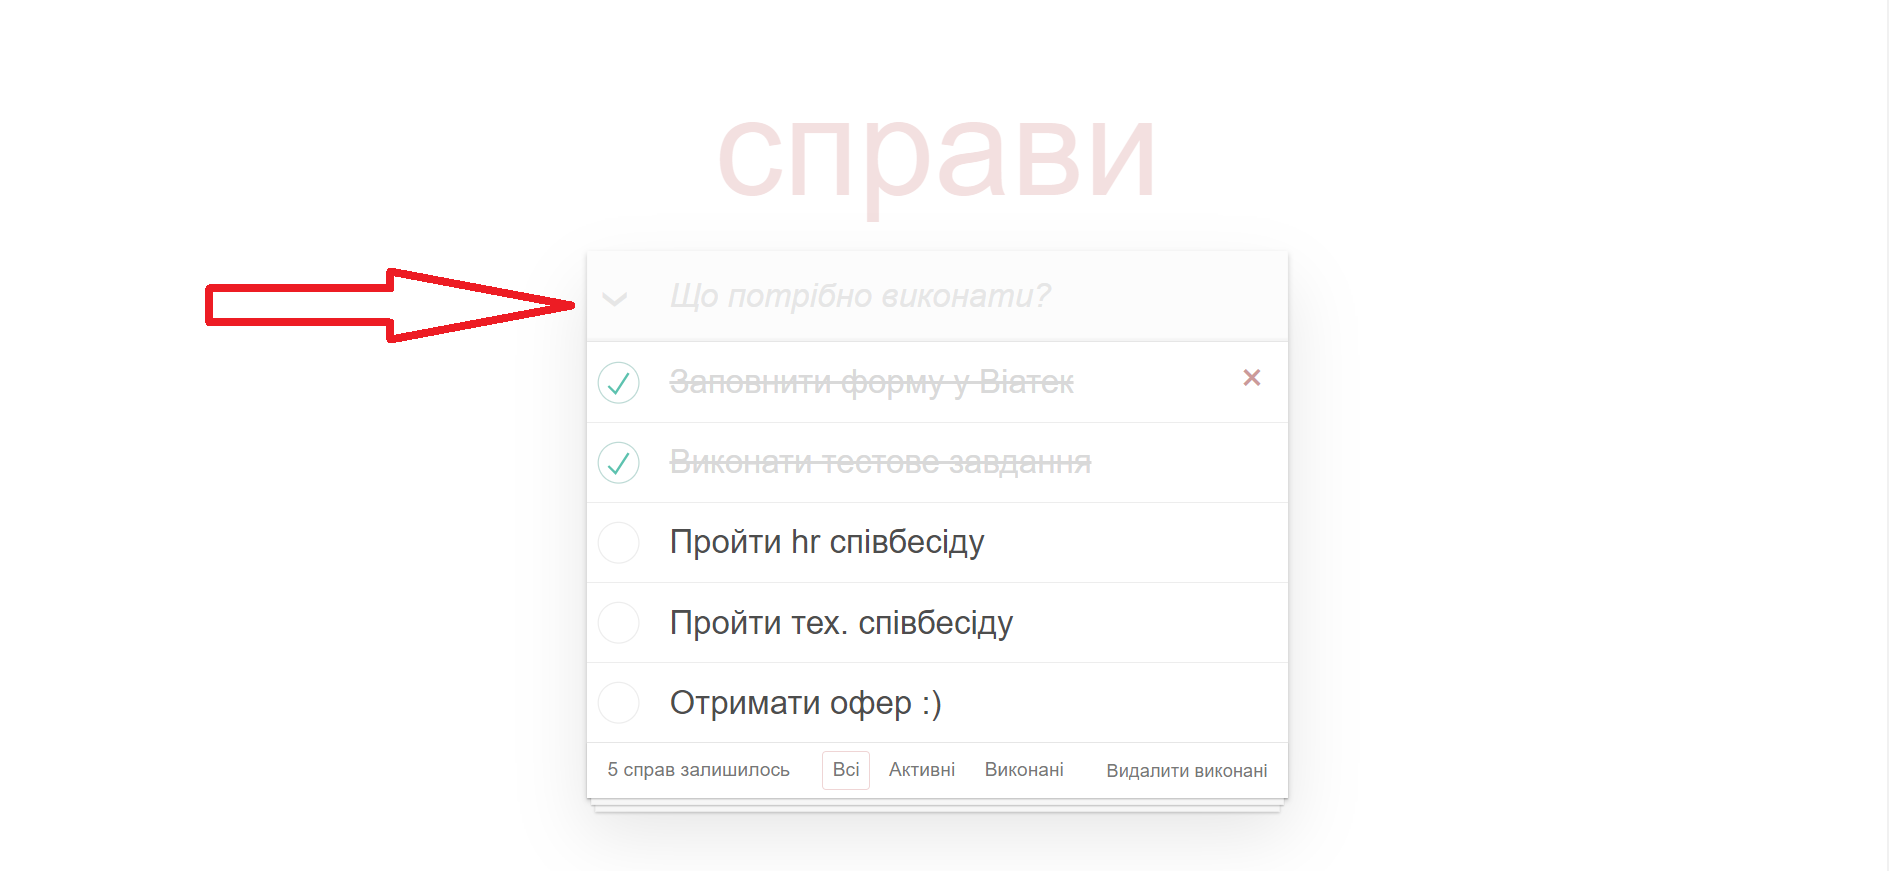 справи
Що потрібно виконати?
Заповнити форму у Віатек
Виконати тестове завдання
Пройти hr співбесіду
Пройти тех. співбесіду
Отримати офер :)
5 справ залишилось Всі Активні Виконані Видалити виконані